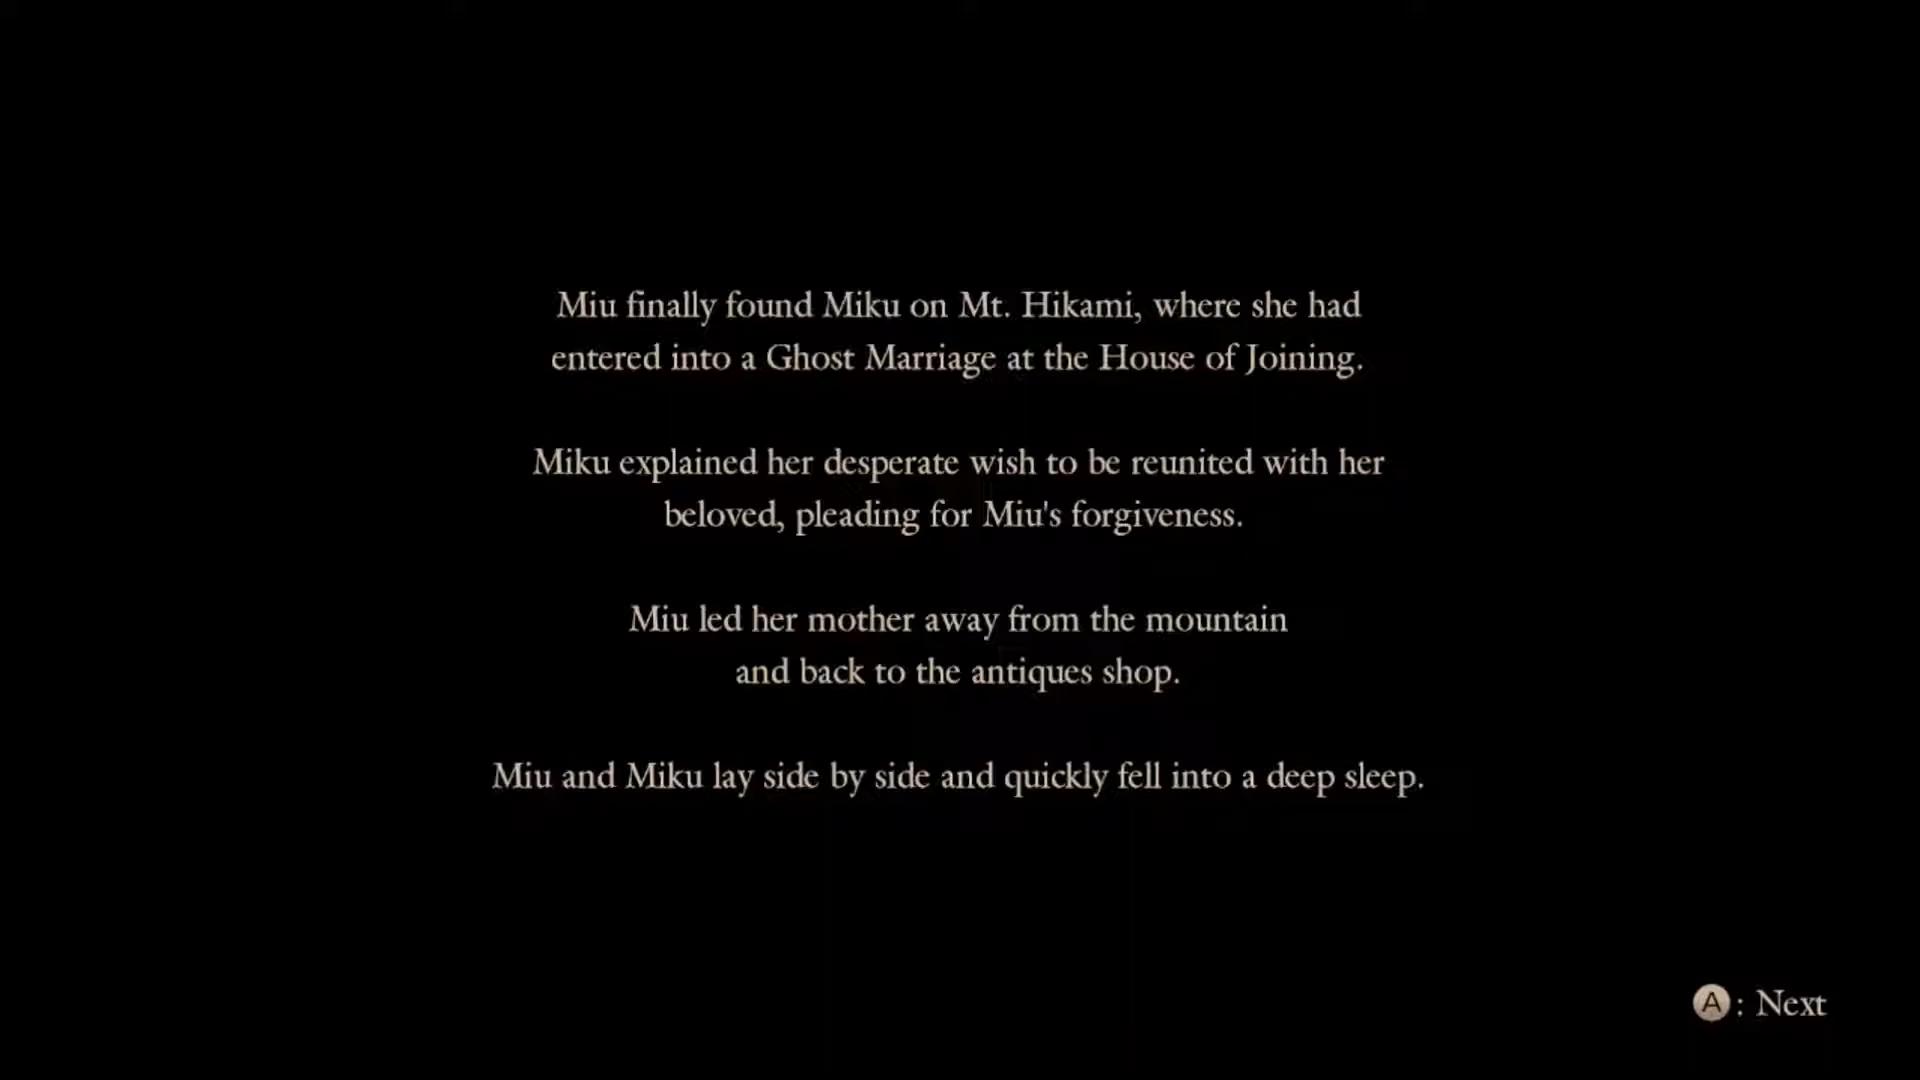 Miu finally found Miku on Mt. Hikami, where she had
entered into a Ghost Marriage at the House of Joining.
Miku explained her desperate wish to be reunited with her
beloved, pleading for Miu's forgiveness.
Miu led her mother away from the mountain
and back to the antiques shop.
Miu and Miku lay side by side and quickly fell into a deep sleep.
A : Next